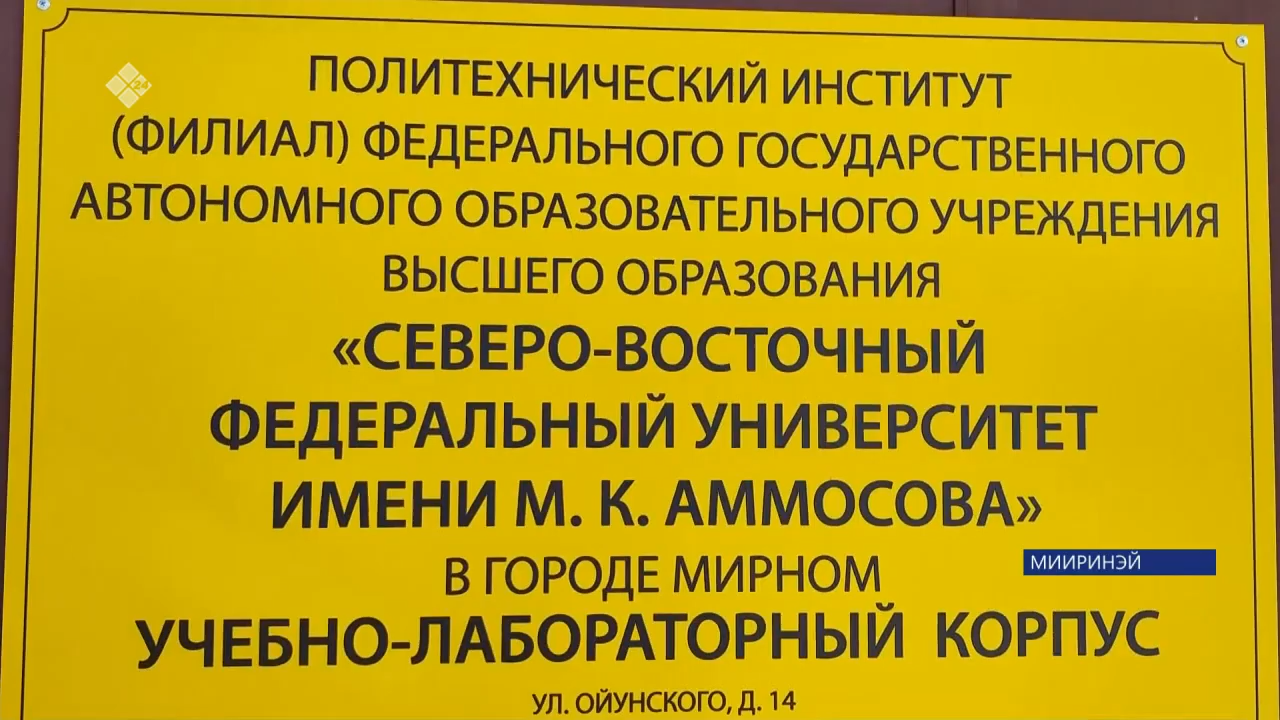 24
ПОЛИТЕХНИЧЕСКИЙ ИНСТИТУТ
(ФИЛИАЛ) ФЕДЕРАЛЬНОГО ГОСУДАРСТВЕННОГО
АВТОНОМНОГО ОБРАЗОВАТЕЛЬНОГО УЧРЕЖДЕНИЯ
ВЫСШЕГО ОБРАЗОВАНИЯ
«СЕВЕРО-ВОСТОЧНЫЙ
ФЕДЕРАЛЬНЫЙ УНИВЕРСИТЕТ
ИМЕНИ М. К. АММОСОВА»
В ГОРОДЕ МИРНОМ
МИИРИНЭЙ
УЧЕБНО-ЛАБОРАТОРНЫЙ КОРПУС
УЛ. ОЙУНСКОГО, Д. 14